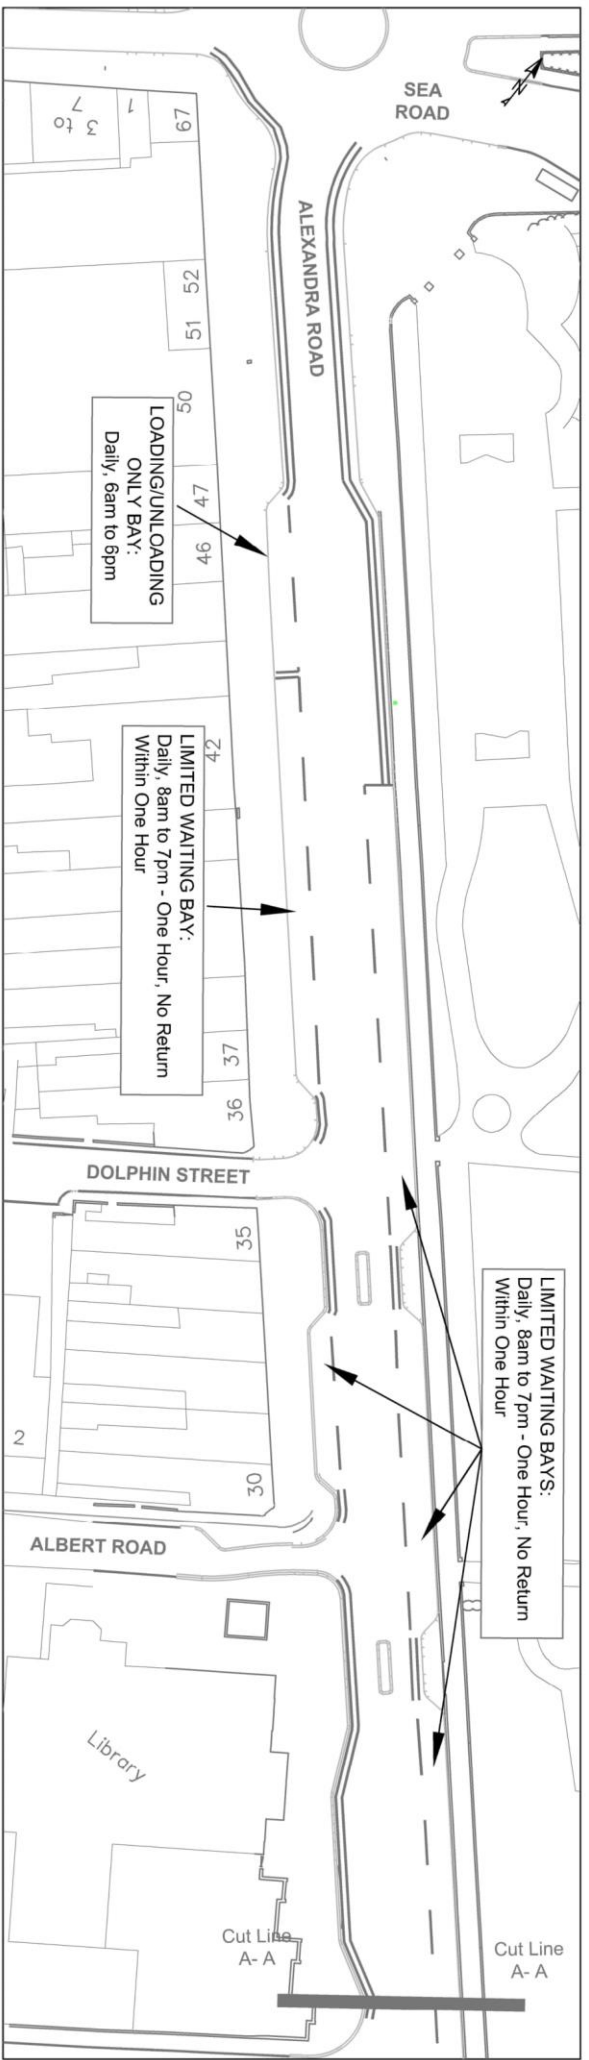 SEA
ROAD
N
67
1
3 to
7
ALEXANDRA ROAD
52
51
50
47
46
LOADING/UNLOADING
ONLY BAY:
Daily, 6am to 6pm
42
LIMITED WAITING BAY:
Daily, 8am to 7pm - One Hour, No Return
Within One Hour
37
36
DOLPHIN STREET
35
LIMITED WAITING BAYS:
Daily, 8am to 7pm - One Hour, No Return
Within One Hour
2
30
ALBERT ROAD
Library
Cut Line
A- A
Cut Line
A- A